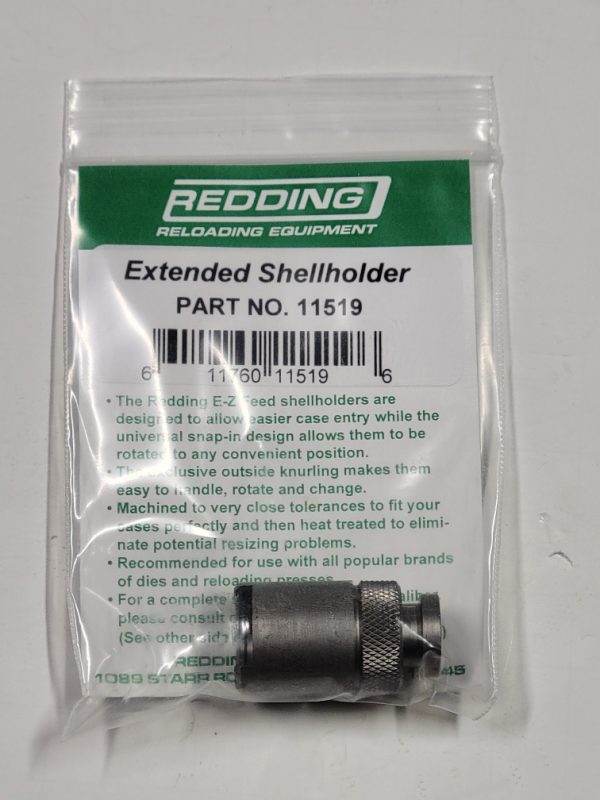 REDDING
RELOADING EQUIPMENT
Extended Shellholder
PART NO. 11519
6 11760 11519 6
• The Redding E-Z Feed shellholders are
designed to allow easier case entry while the
universal snap-in design allows them to be
rotated to any convenient position.
• The exclusive outside knurling makes them
easy to handle, rotate and change.
• Machined to very close tolerances to fit your
cases perfectly and then heat treated to elimi-
nate potential resizing problems.
• Recommended for use with all popular brands
of dies and reloading presses.
• For a complete
please consult
(See other side
REDDING
1089 STARR RO 45